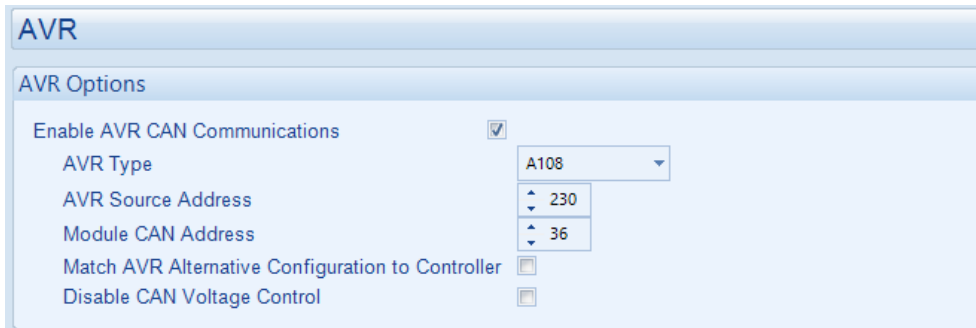 AVR
AVR Options
Enable AVR CAN Communications
AVR Type A108
AVR Source Address 230
Module CAN Address 36
Match AVR Alternative Configuration to Controller
Disable CAN Voltage Control